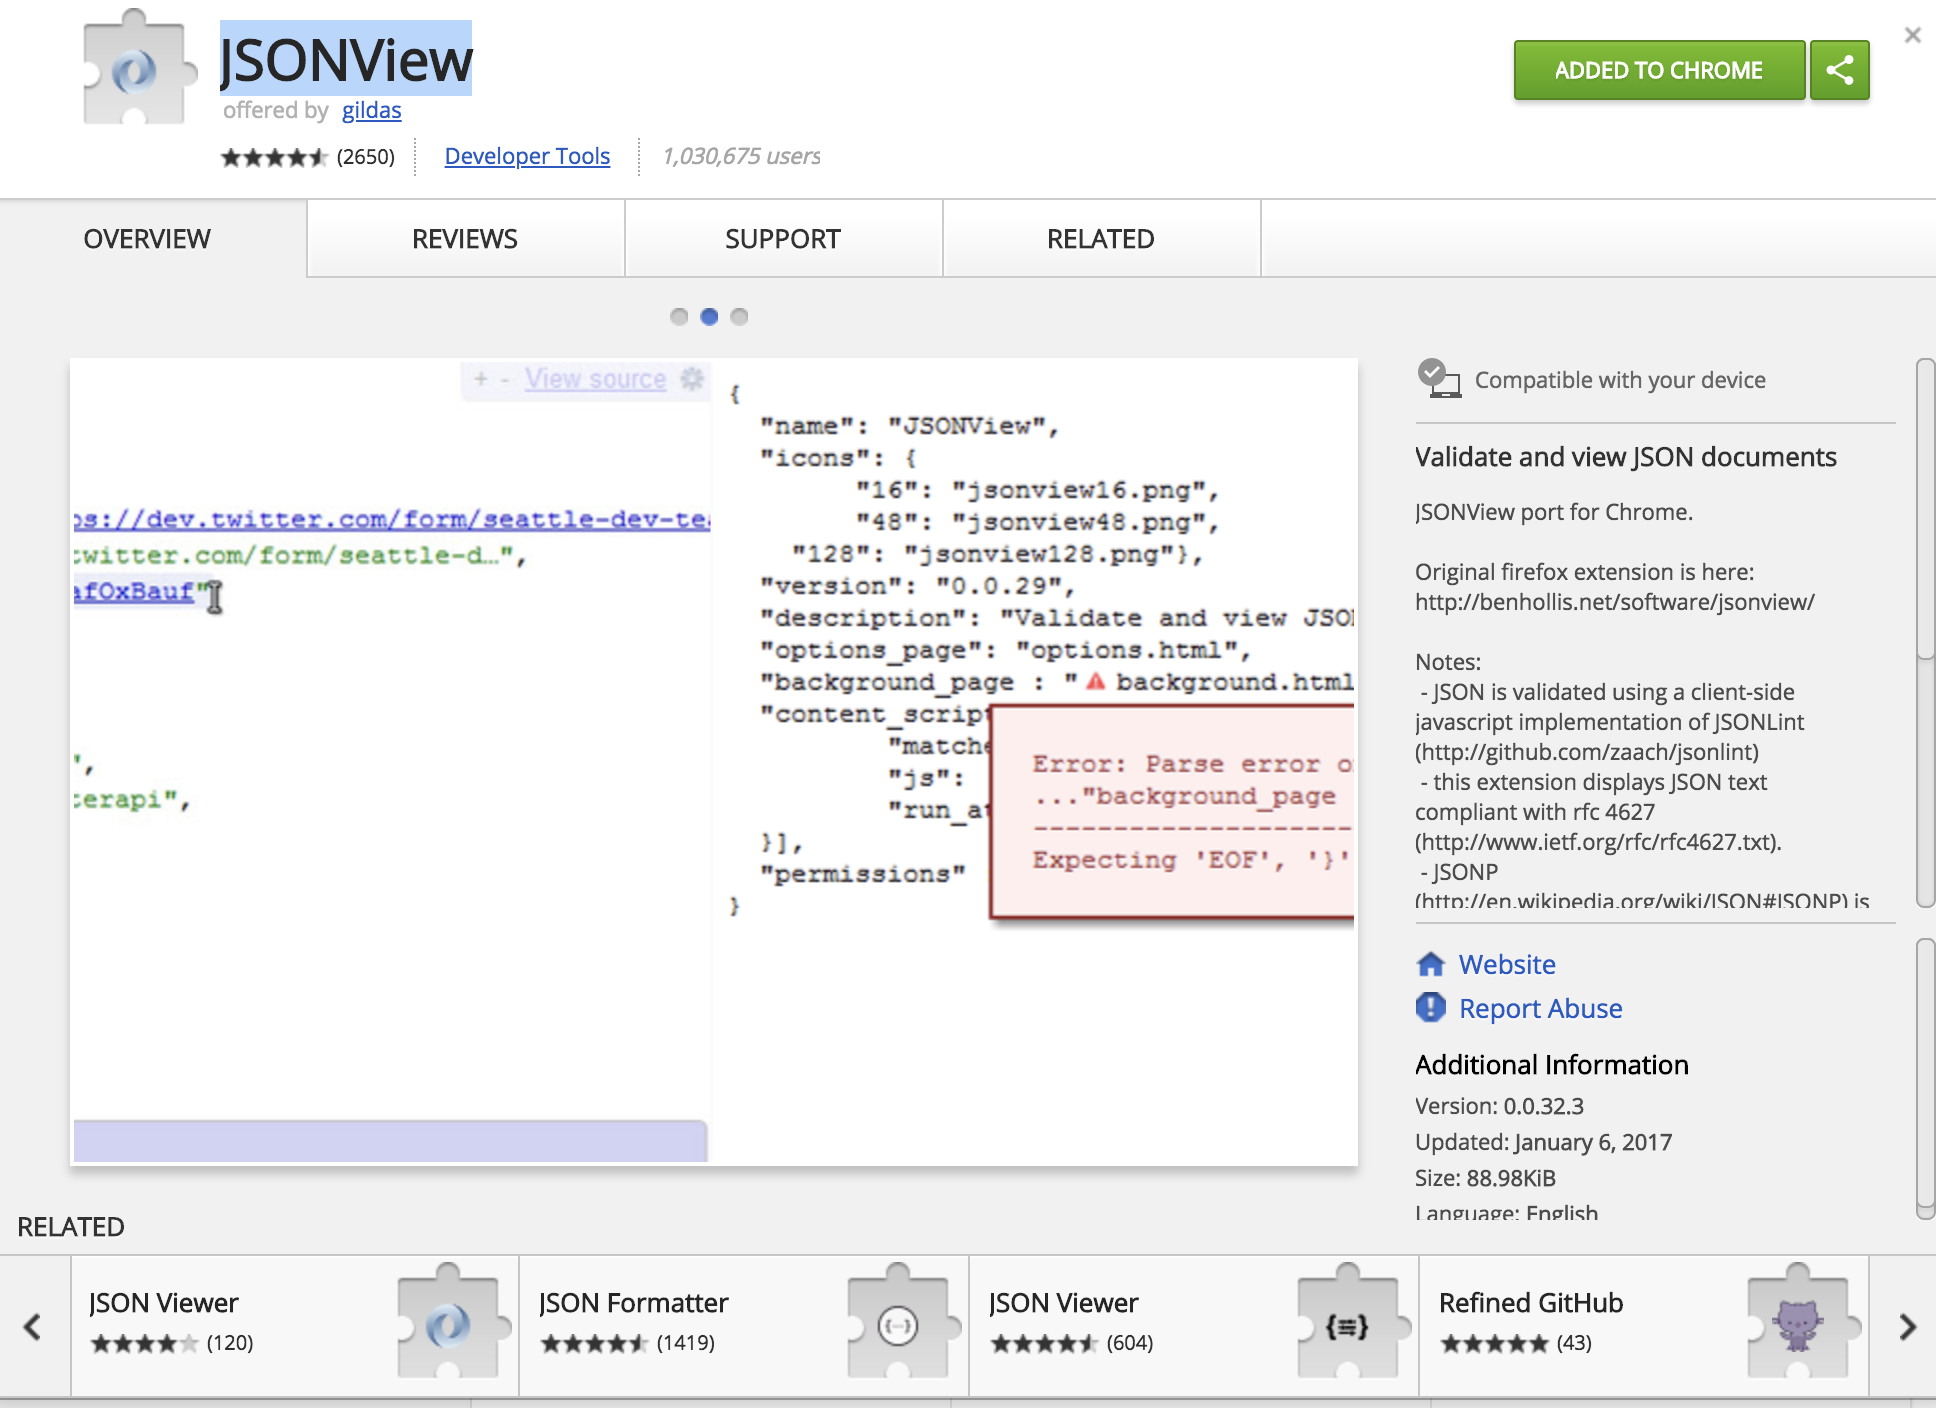 JSONView
offered by gildas
(2650)
Developer Tools
1,030,675 users
ADDED TO CHROME
OVERVIEW
REVIEWS
SUPPORT
RELATED
+ - View source
ps://dev.twitter.com/form/seattle-dev-tea
twitter.com/form/seattle-d…",
afOxBauf"
",
terapi",
{
"name": "JSONView",
"icons": {
"16": "jsonview16.png",
"48": "jsonview48.png",
"128": "jsonview128.png"},
"version": "0.0.29",
"description": "Validate and view JSO
"options_page": "options.html",
"background_page : " background.html
"content_script
"matche
"js":
"run_at
}],
"permissions"
}
Error: Parse error o
..."background_page
--------------------
Expecting 'EOF', '}'
Compatible with your device
Validate and view JSON documents
JSONView port for Chrome.
Original firefox extension is here:
http://benhollis.net/software/jsonview/
Notes:
- JSON is validated using a client-side
javascript implementation of JSONLint
(http://github.com/zaach/jsonlint)
- this extension displays JSON text
compliant with rfc 4627
(http://www.ietf.org/rfc/rfc4627.txt).
- JSONP
(http://en.wikipedia.org/wiki/JSON#JSONP) is
Website
Report Abuse
Additional Information
Version: 0.0.32.3
Updated: January 6, 2017
Size: 88.98KiB
Language: English
RELATED
JSON Viewer
(120)
JSON Formatter
(1419)
JSON Viewer
(604)
Refined GitHub
(43)